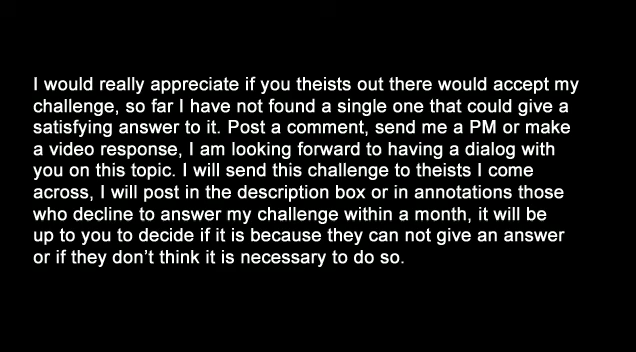 I would really appreciate if you theists out there would accept my
challenge, so far I have not found a single one that could give a
satisfying answer to it. Post a comment, send me a PM or make
a video response, I am looking forward to having a dialog with
you on this topic. I will send this challenge to theists I come
across, I will post in the description box or in annotations those
who decline to answer my challenge within a month, it will be
up to you to decide if it is because they can not give an answer
or if they don’t think it is necessary to do so.